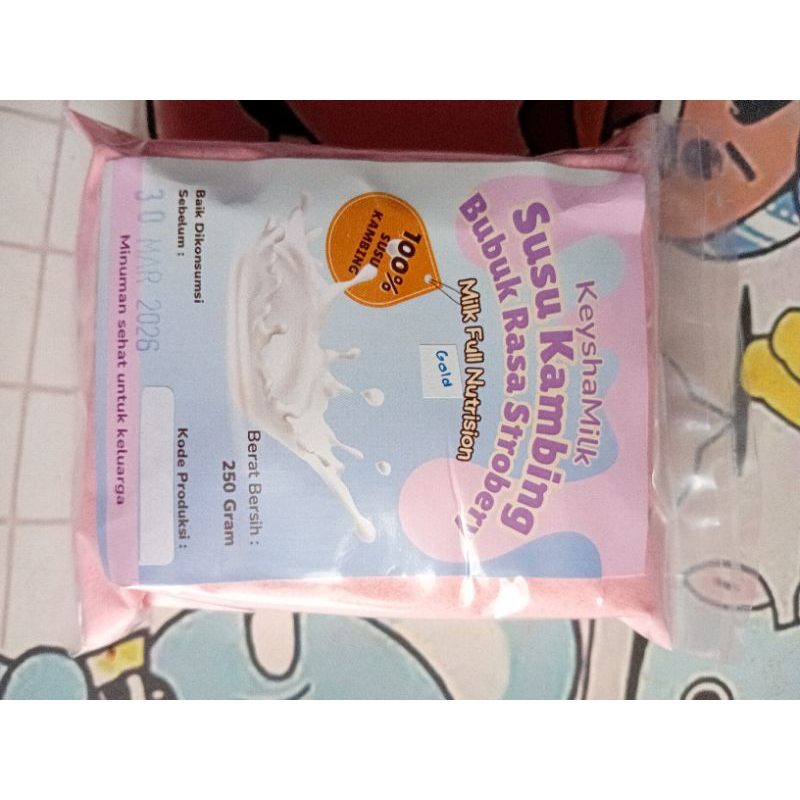 KeyshaMilk
Susu Kambing
Bubuk Rasa Strobery
Milk Full Nutrision
100%
SUSU
KAMBING
Gold
Berat Bersih :
250 Gram
Baik Dikonsumsi
Sebelum :
30 MAR 2026
Kode Produksi :
Minuman sehat untuk keluarga